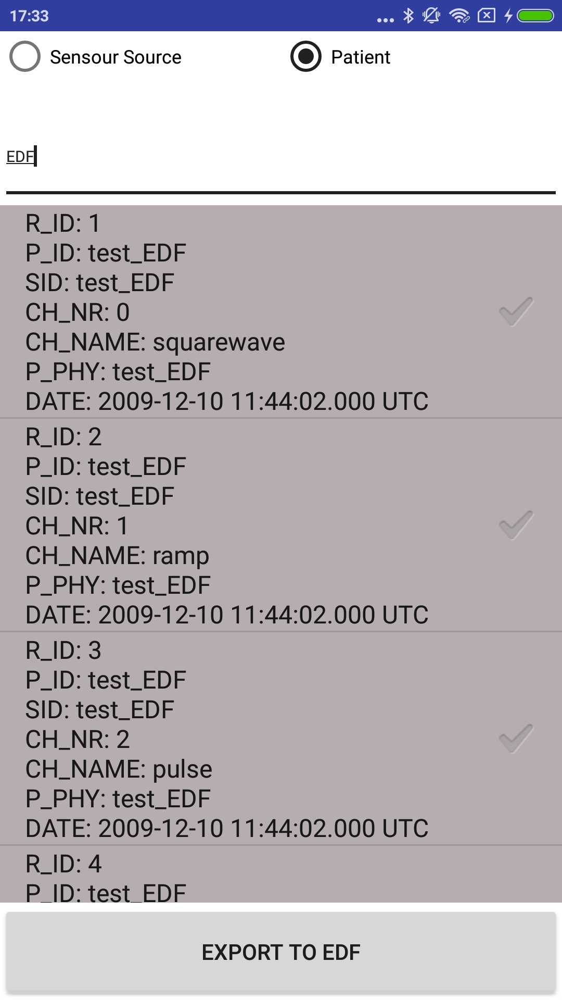 17:33
Sensour Source
Patient
EDF
R_ID: 1
P_ID: test_EDF
SID: test_EDF
CH_NR: 0
CH_NAME: squarewave
P_PHY: test_EDF
DATE: 2009-12-10 11:44:02.000 UTC
R_ID: 2
P_ID: test_EDF
SID: test_EDF
CH_NR: 1
CH_NAME: ramp
P_PHY: test_EDF
DATE: 2009-12-10 11:44:02.000 UTC
R_ID: 3
P_ID: test_EDF
SID: test_EDF
CH_NR: 2
CH_NAME: pulse
P_PHY: test_EDF
DATE: 2009-12-10 11:44:02.000 UTC
R_ID: 4
P_ID: test_EDF
EXPORT TO EDF